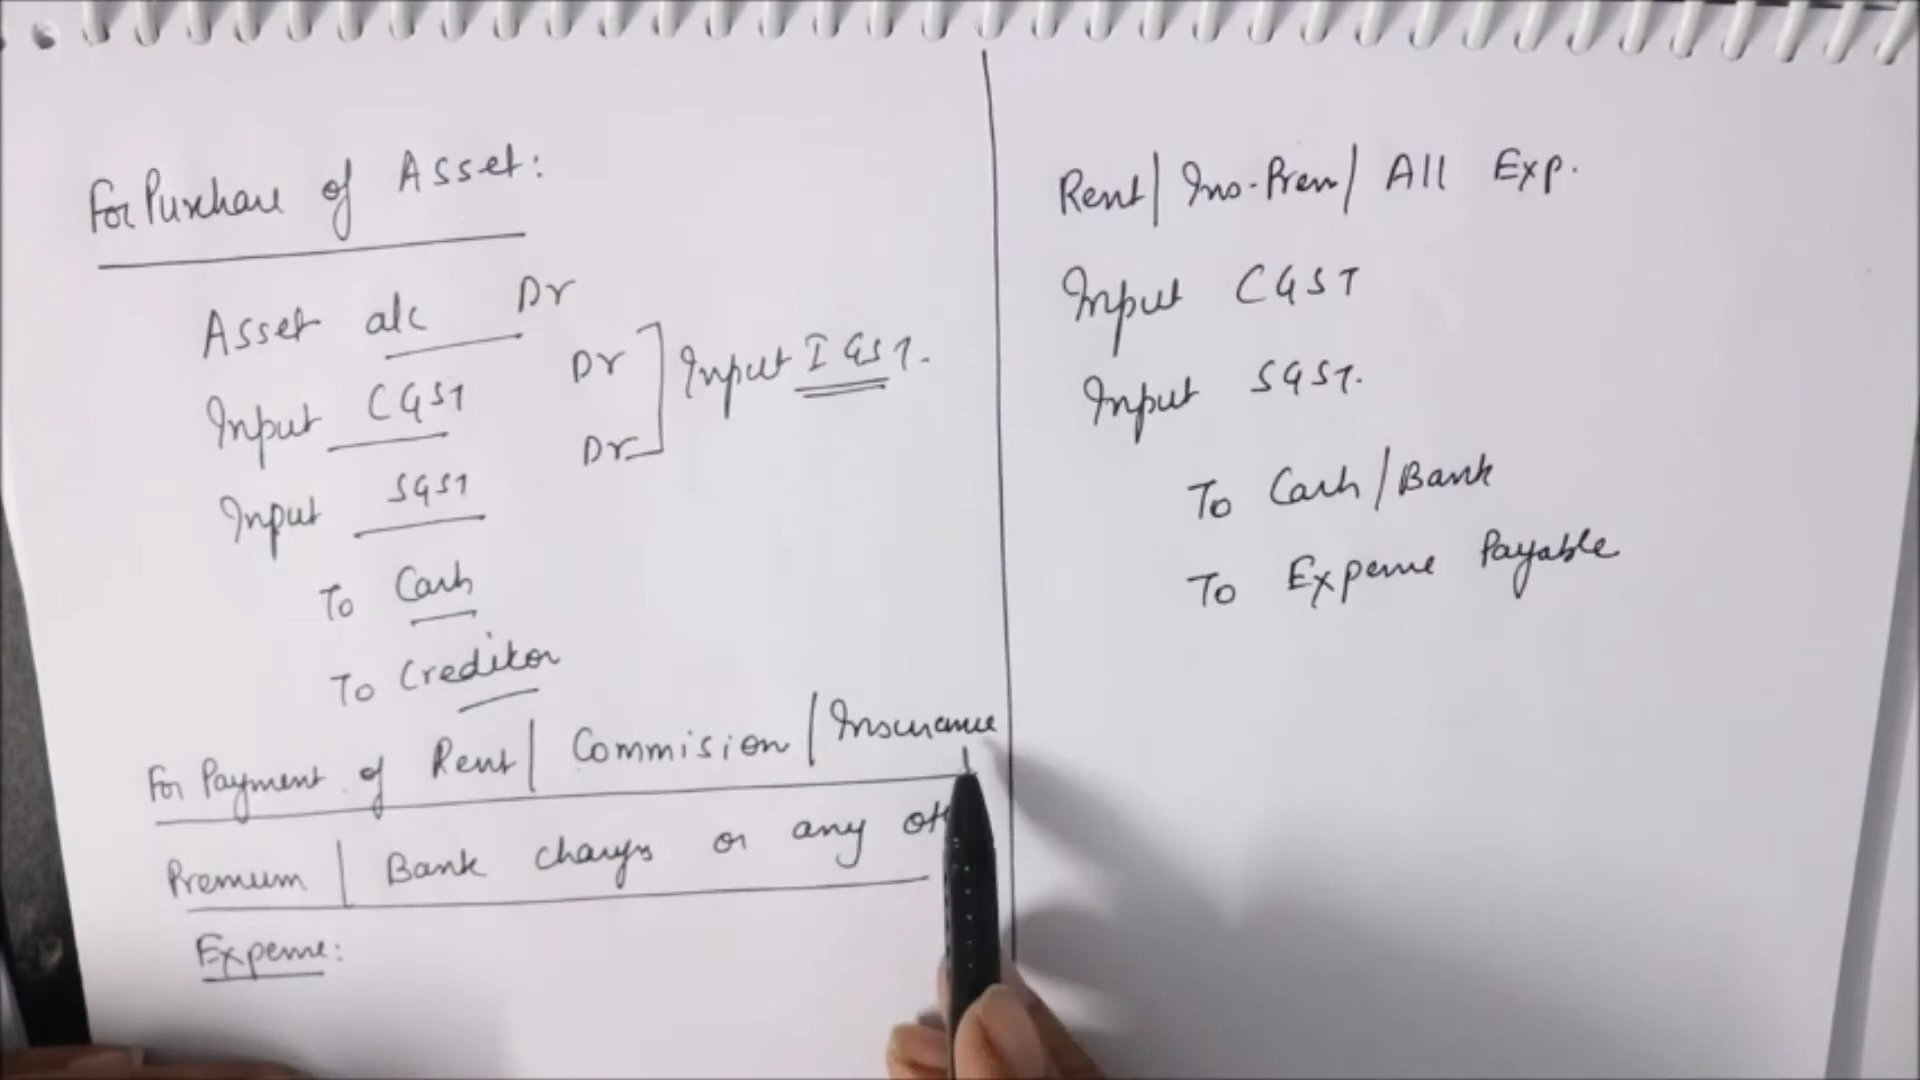 For Purchase of Asset:
Asset a/c Dr
Input CGST Dr
Input SGST Dr
Input IGST.
To Cash
To Creditor
For Payment of Rent / Commision / Insurance
Premium / Bank charges or any
Expense:
Rent / Ins. Prem / All Exp.
Input CGST
Input SGST.
To Cash / Bank
To Expense Payable